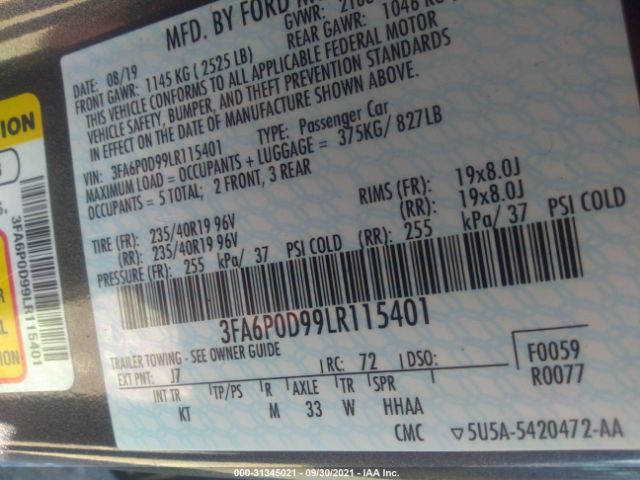 MFD. BY FORD
GVWR:
REAR GAWR: 1046
DATE: 08/19
FRONT GAWR: 1145 KG ( 2525 LB)
THIS VEHICLE CONFORMS TO ALL APPLICABLE FEDERAL MOTOR
VEHICLE SAFETY, BUMPER, AND THEFT PREVENTION STANDARDS
IN EFFECT ON THE DATE OF MANUFACTURE SHOWN ABOVE.
VIN: 3FA6P0D99LR115401 TYPE: Passenger Car
MAXIMUM LOAD = OCCUPANTS + LUGGAGE = 375KG/ 827LB
OCCUPANTS = 5 TOTAL; 2 FRONT, 3 REAR
TIRE (FR): 235/40R19 96V RIMS (FR): 19x8.0J
(RR): 235/40R19 96V (RR): 19x8.0J
PRESSURE (FR): 255 kPa/ 37 PSI COLD (RR): 255 kPa/ 37 PSI COLD
3FA6P0D99LR115401
TRAILER TOWING - SEE OWNER GUIDE
EXT PNT: J7 RC: 72 DSO: F0059
INT TR TP/PS R AXLE TR SPR R0077
KT M 33 W HHAA
CMC 5U5A-5420472-AA
3FA6P0D99LR115401
000-31345021 - 09/30/2021 - IAA Inc.